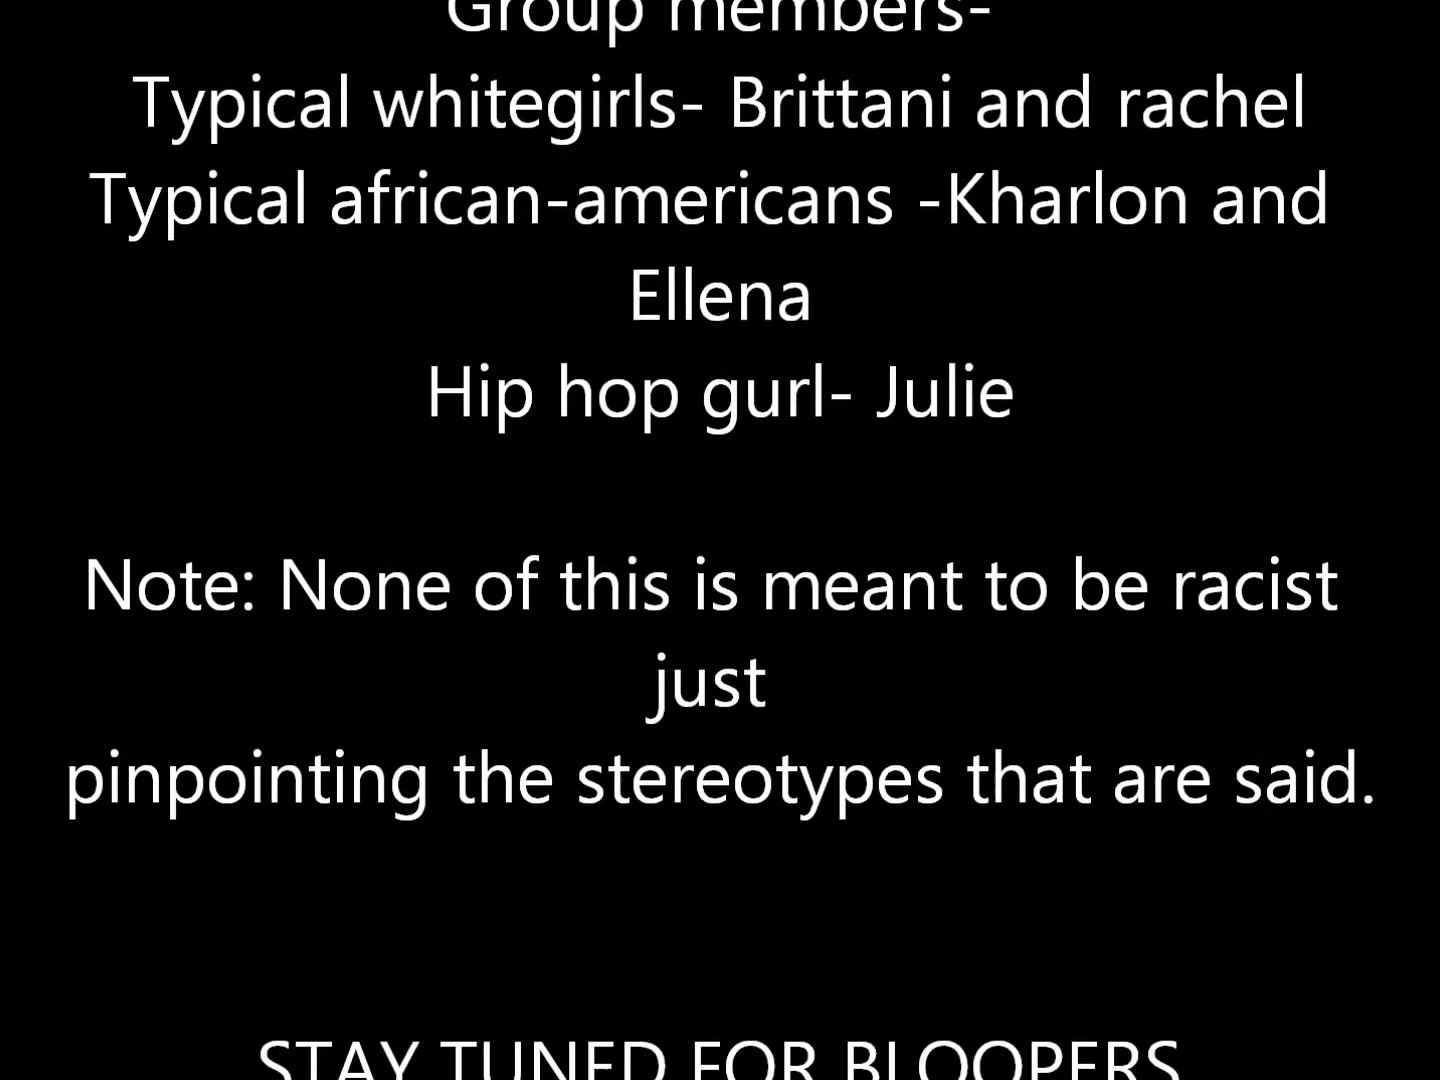 Group members-
Typical whitegirls- Brittani and rachel
Typical african-americans -Kharlon and
Ellena
Hip hop gurl- Julie
Note: None of this is meant to be racist
just
pinpointing the stereotypes that are said.
STAY TUNED FOR BLOOPERS